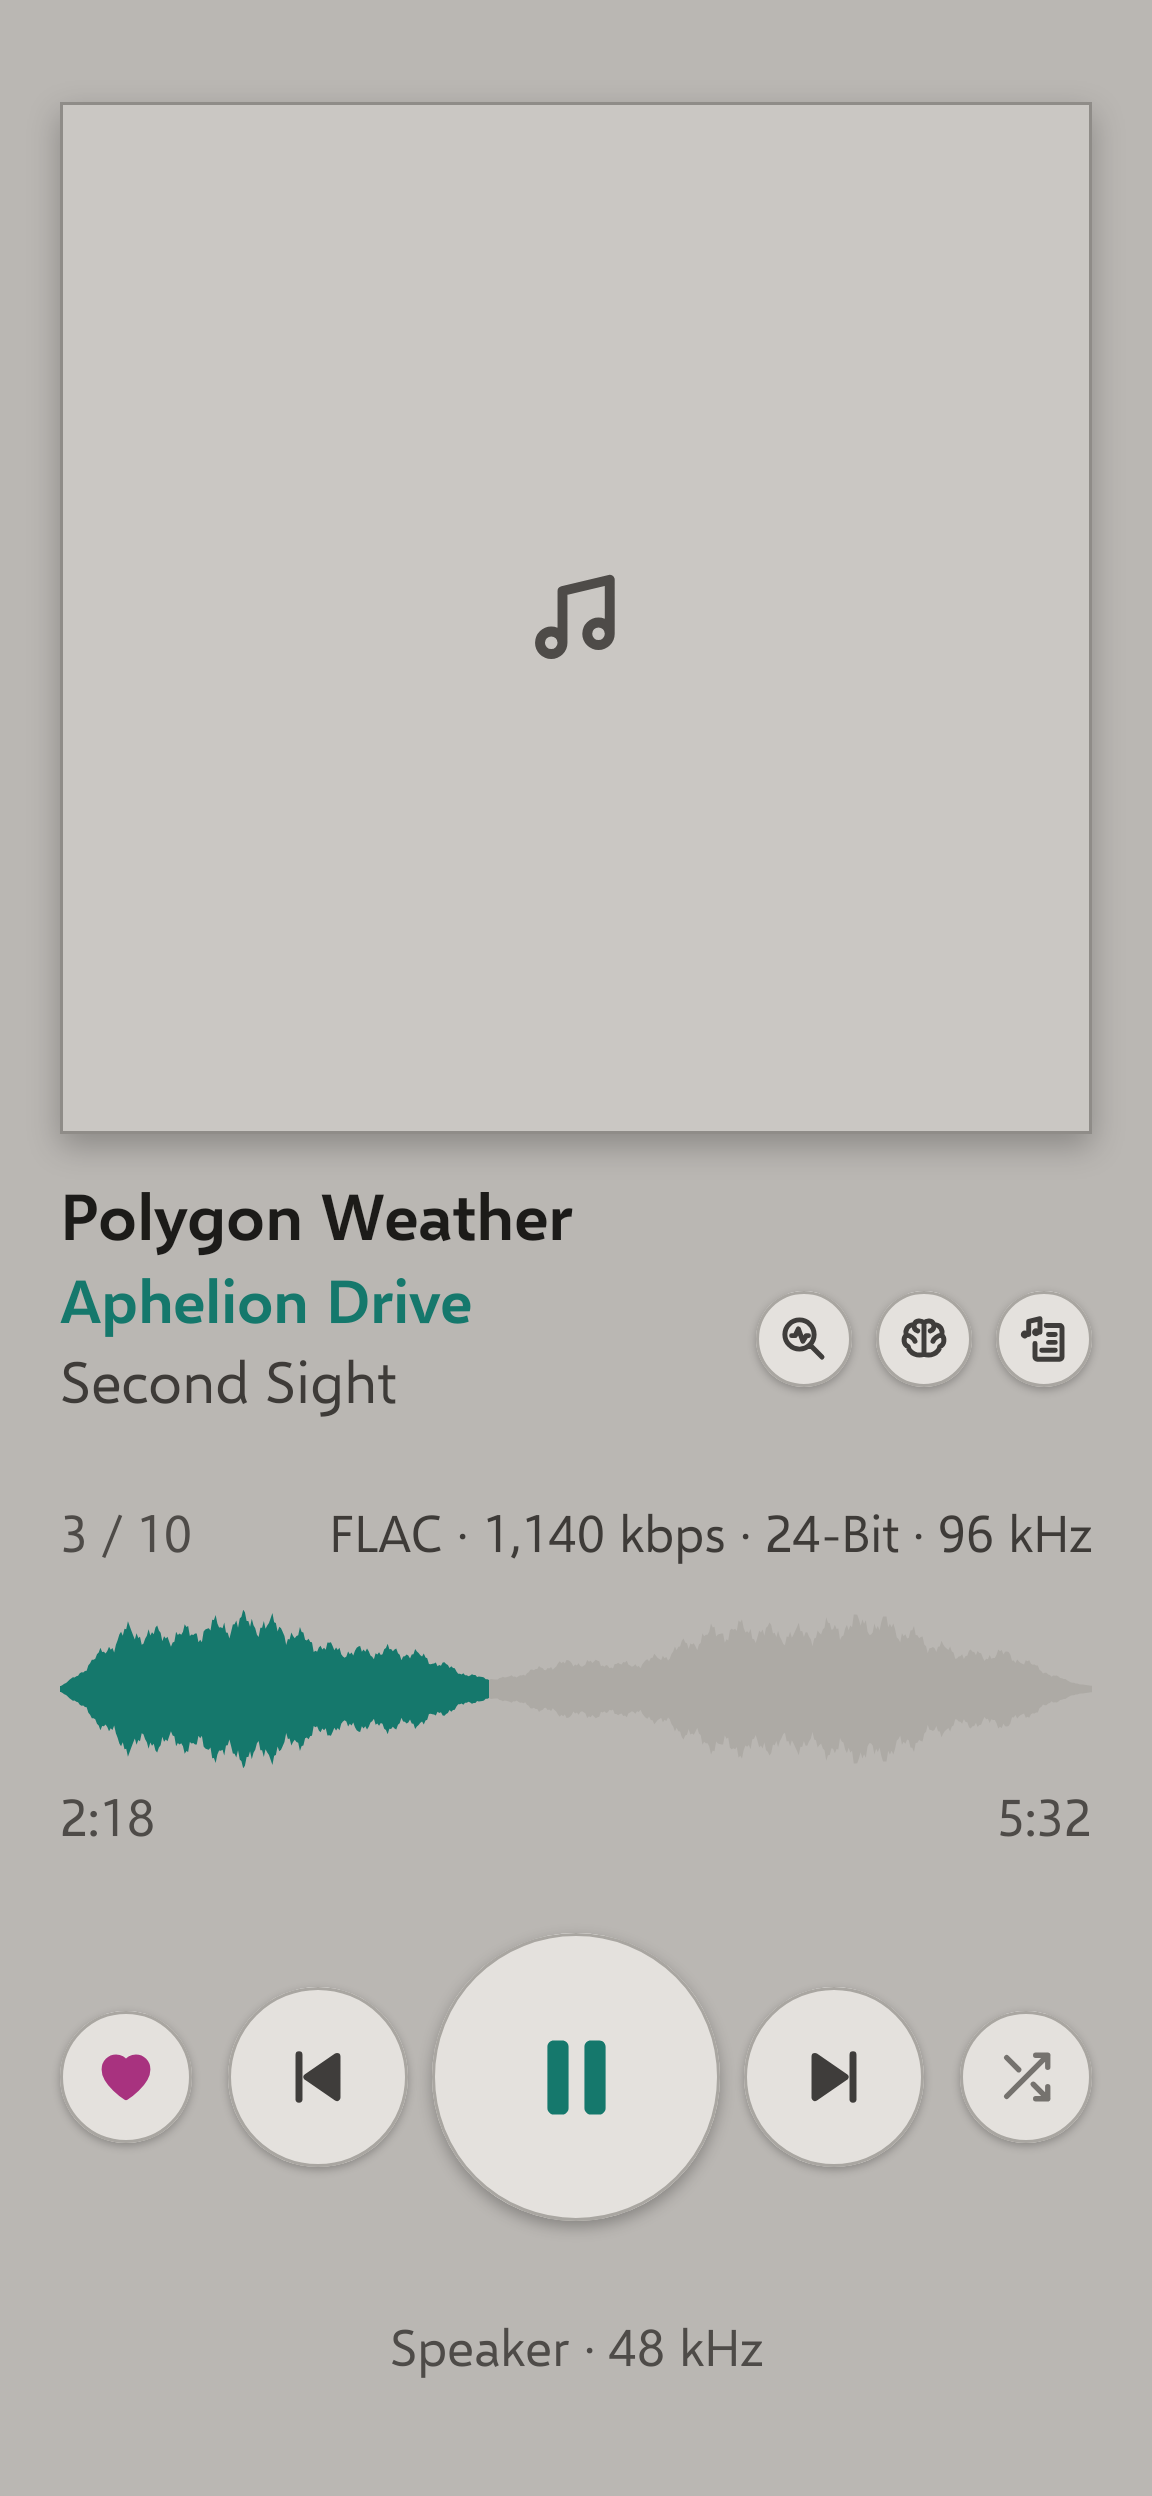 Polygon Weather
Aphelion Drive
Second Sight
3 / 10
FLAC · 1,140 kbps · 24-Bit · 96 kHz
2:18
5:32
Speaker · 48 kHz